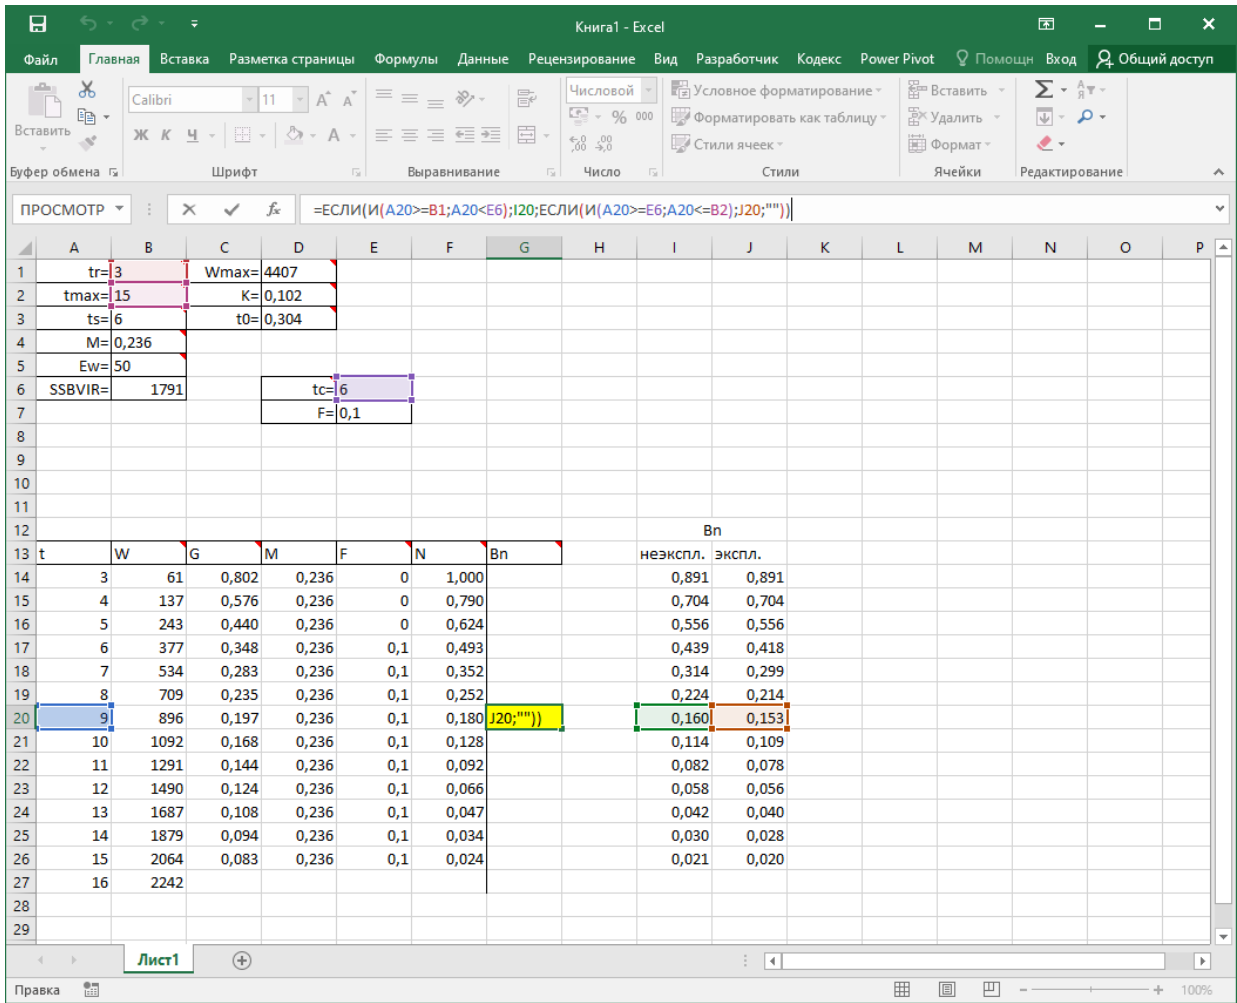 Книга1 - Excel
Файл Главная Вставка Разметка страницы Формулы Данные Рецензирование Вид Разработчик Кодекс Power Pivot Помощн Вход Общий доступ
Вставить
Calibri 11 А А
Ж К Ч А
Числовой
% 000
,00 ,0
,0 ,00
Условное форматирование
Форматировать как таблицу
Стили ячеек
Вставить
Удалить
Формат
Σ
Буфер обмена Шрифт Выравнивание Число Стили Ячейки Редактирование
ПРОСМОТР fx =ЕСЛИ(И(A20>=B1;A20<E6);I20;ЕСЛИ(И(A20>=E6;A20<=B2);J20;""))
A B C D E F G H I J K L M N O P
1 tr= 3 Wmax= 4407
2 tmax= 15 K= 0,102
3 ts= 6 t0= 0,304
4 M= 0,236
5 Ew= 50
6 SSBVIR= 1791 tc= 6
7 F= 0,1
8
9
10
11
12 Bn
13 t W G M F N Bn неэкспл. экспл.
14 3 61 0,802 0,236 0 1,000 0,891 0,891
15 4 137 0,576 0,236 0 0,790 0,704 0,704
16 5 243 0,440 0,236 0 0,624 0,556 0,556
17 6 377 0,348 0,236 0,1 0,493 0,439 0,418
18 7 534 0,283 0,236 0,1 0,352 0,314 0,299
19 8 709 0,235 0,236 0,1 0,252 0,224 0,214
20 9 896 0,197 0,236 0,1 0,180 J20;"")) 0,160 0,153
21 10 1092 0,168 0,236 0,1 0,128 0,114 0,109
22 11 1291 0,144 0,236 0,1 0,092 0,082 0,078
23 12 1490 0,124 0,236 0,1 0,066 0,058 0,056
24 13 1687 0,108 0,236 0,1 0,047 0,042 0,040
25 14 1879 0,094 0,236 0,1 0,034 0,030 0,028
26 15 2064 0,083 0,236 0,1 0,024 0,021 0,020
27 16 2242
28
29
Лист1
Правка 100%